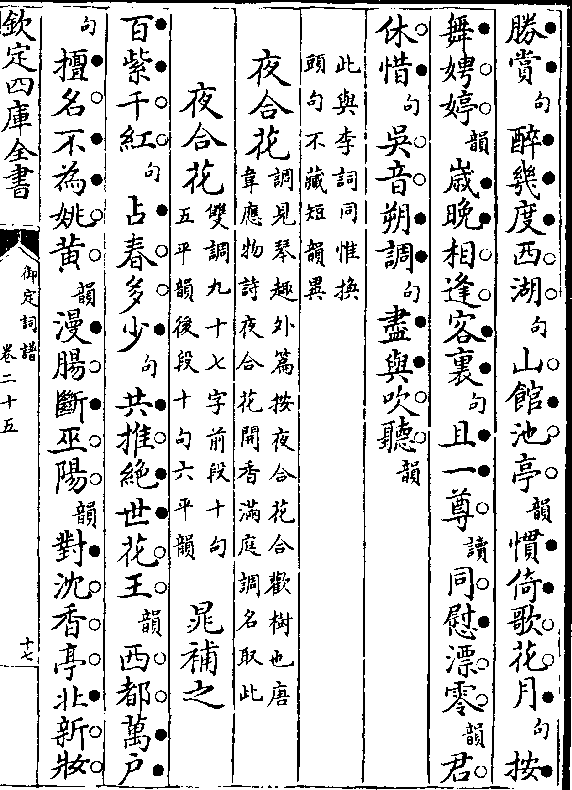 勝賞句醉幾度西湖句山館池亭韻慣倚歌花月句按
舞娉婷韻歳晚相逢客裏句且一尊讀同慰漂零韻君
休惜句吳音朔調句盡與吹聽韻
此與李詞同惟換
頭句不藏短韻異
夜合花調見琴趣外篇按夜合花合歡樹也唐
韋應物詩夜合花開香滿庭調名取此
夜合花雙調九十七字前段十句
五平韻後段十句六平韻
晁補之
百紫千紅句占春多少句共推絶世花王韻西都萬戶
句擅名不為姚黃韻漫腸斷巫陽韻對沈香亭北新妝
欽定四庫全書
御定詞譜
卷二十五
十七